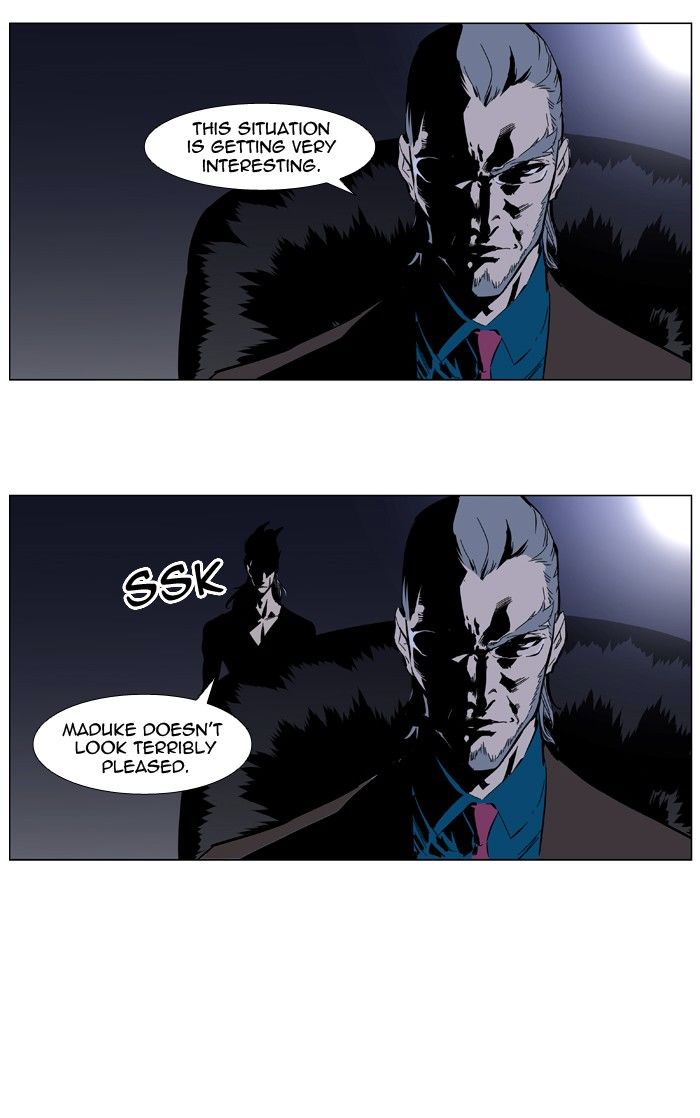 THIS SITUATION
IS GETTING VERY
INTERESTING.
SSK
MADUKE DOESN'T
LOOK TERRIBLY
PLEASED.